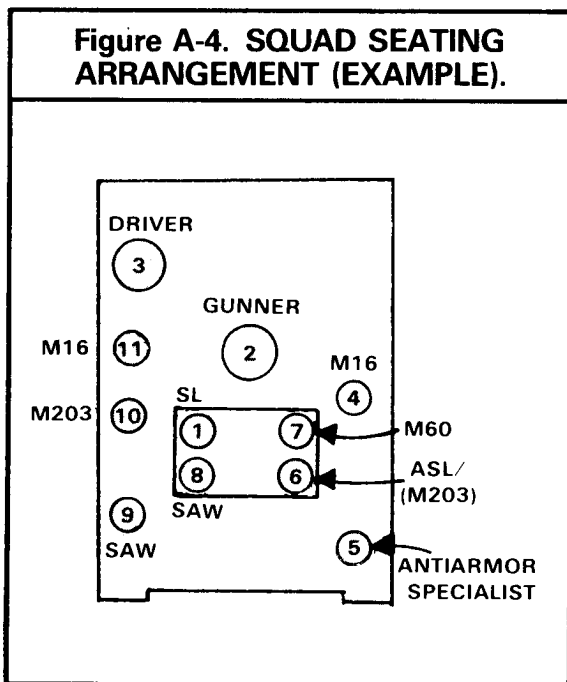 Figure A-4. SQUAD SEATING
ARRANGEMENT (EXAMPLE).
DRIVER
3
GUNNER
2
M16
11
M16
4
M203
10
SL
1
7
M60
8
6
ASL/
(M203)
SAW
9
SAW
5
ANTIARMOR
SPECIALIST